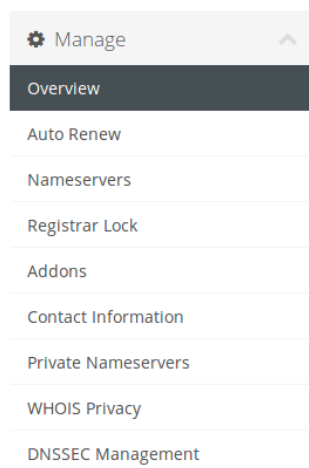 Manage
Overview
Auto Renew
Nameservers
Registrar Lock
Addons
Contact Information
Private Nameservers
WHOIS Privacy
DNSSEC Management